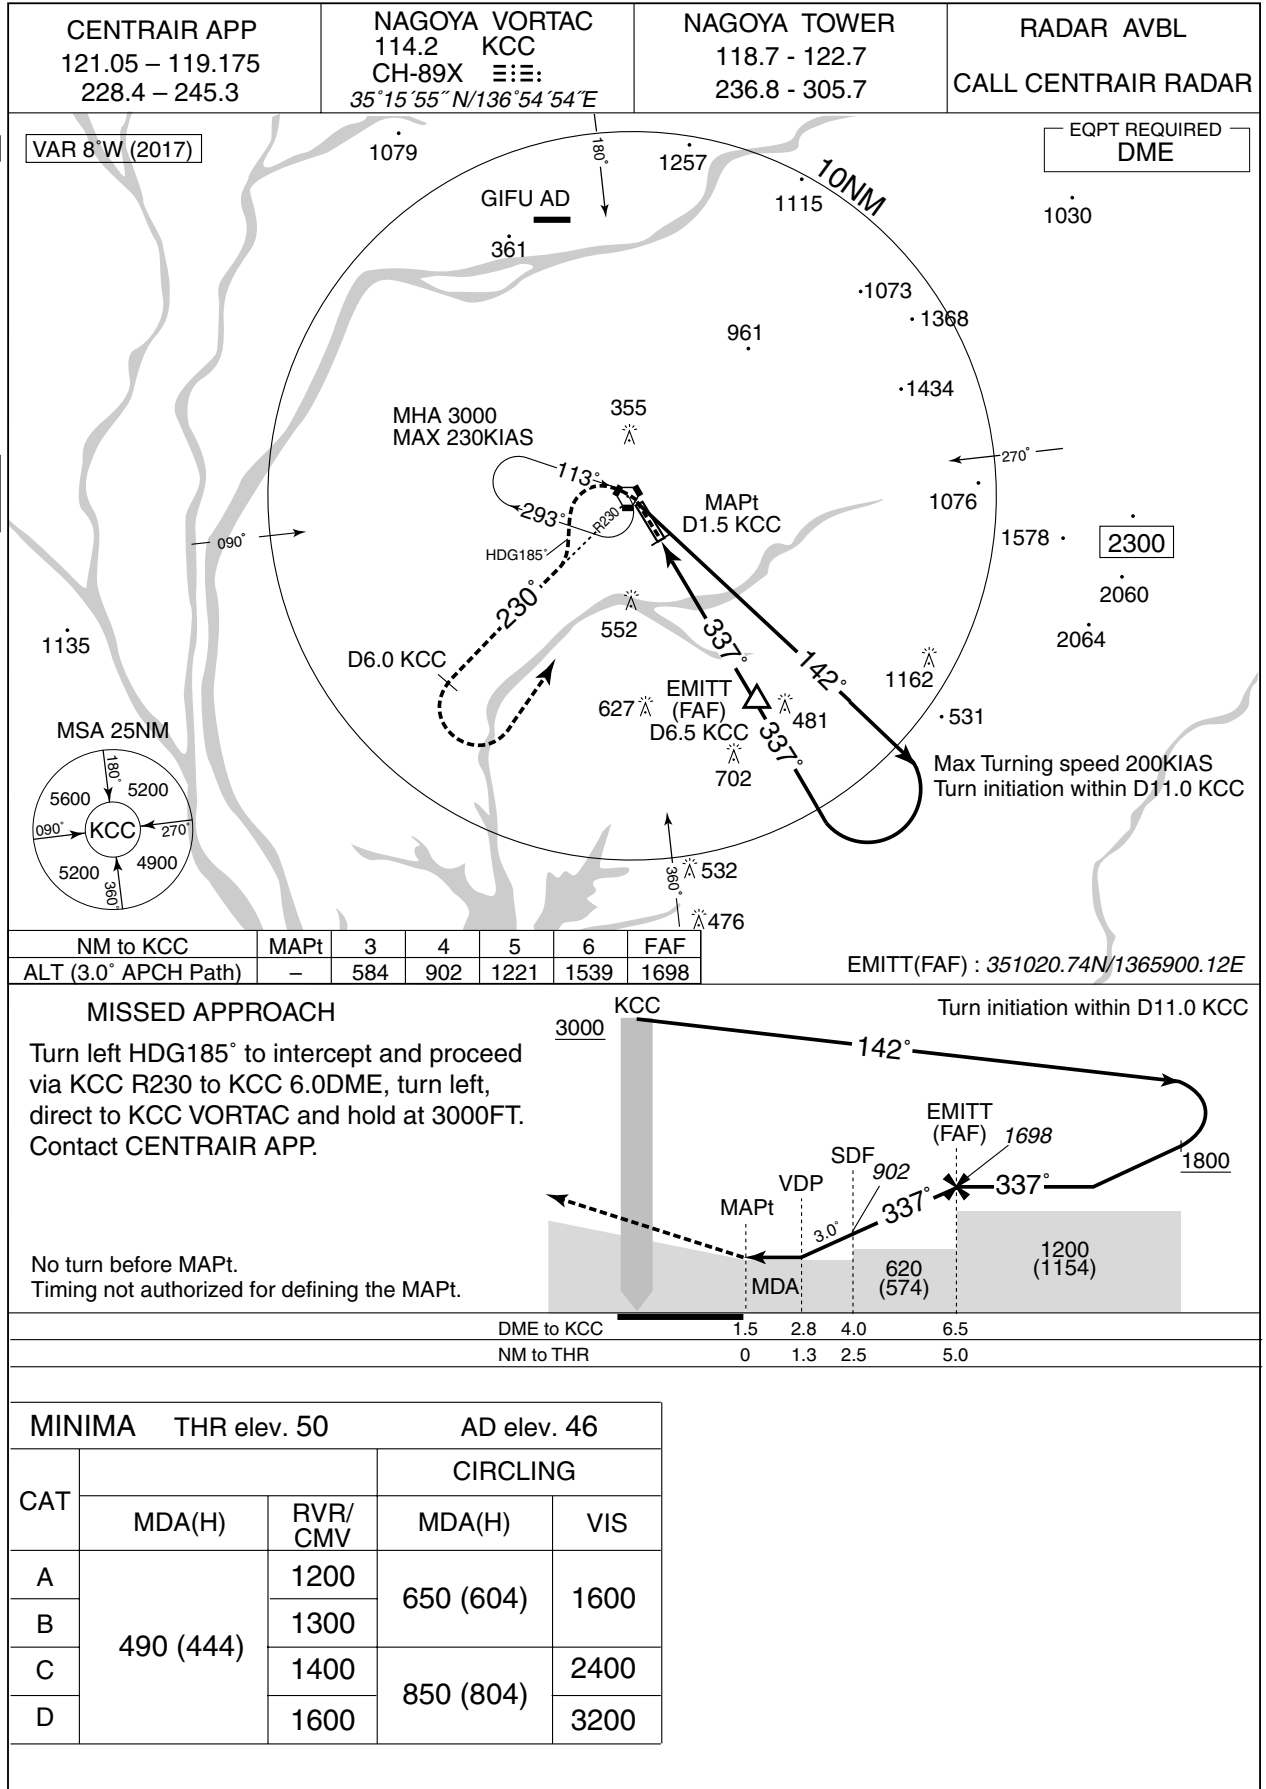 CENTRAIR APP
121.05 – 119.175
228.4 – 245.3
NAGOYA VORTAC
114.2 KCC
CH-89X
35°15´55˝ N/136°54´54˝E
NAGOYA TOWER
118.7 - 122.7
236.8 - 305.7
RADAR AVBL
CALL CENTRAIR RADAR
VAR 8°W (2017)
EQPT REQUIRED
DME
1079
180°
1257
10NM
1115
1030
GIFU AD
361
1073
1368
961
1434
355
MHA 3000
MAX 230KIAS
113°
293°
R230
HDG185°
MAPt
D1.5 KCC
270°
1076
1578
2300
2060
2064
090°
230°
552
337°
142°
1162
1135
D6.0 KCC
EMITT
(FAF)
D6.5 KCC
627
481
531
337°
702
Max Turning speed 200KIAS
Turn initiation within D11.0 KCC
MSA 25NM
180°
5600
5200
090°
KCC
270°
5200
4900
360°
360°
532
476
NM to KCC MAPt 3 4 5 6 FAF
ALT (3.0° APCH Path) – 584 902 1221 1539 1698
EMITT(FAF) : 351020.74N/1365900.12E
MISSED APPROACH
Turn left HDG185° to intercept and proceed
via KCC R230 to KCC 6.0DME, turn left,
direct to KCC VORTAC and hold at 3000FT.
Contact CENTRAIR APP.
No turn before MAPt.
Timing not authorized for defining the MAPt.
KCC
3000
Turn initiation within D11.0 KCC
142°
EMITT
(FAF)
1698
SDF
902
VDP
MAPt
1800
337°
337°
3.0°
MDA
620
(574)
1200
(1154)
DME to KCC 1.5 2.8 4.0 6.5
NM to THR 0 1.3 2.5 5.0
MINIMA THR elev. 50 AD elev. 46
CAT
CIRCLING
MDA(H)
RVR/
CMV
MDA(H)
VIS
A
1200
650 (604)
1600
B
1300
490 (444)
C
1400
850 (804)
2400
D
1600
3200